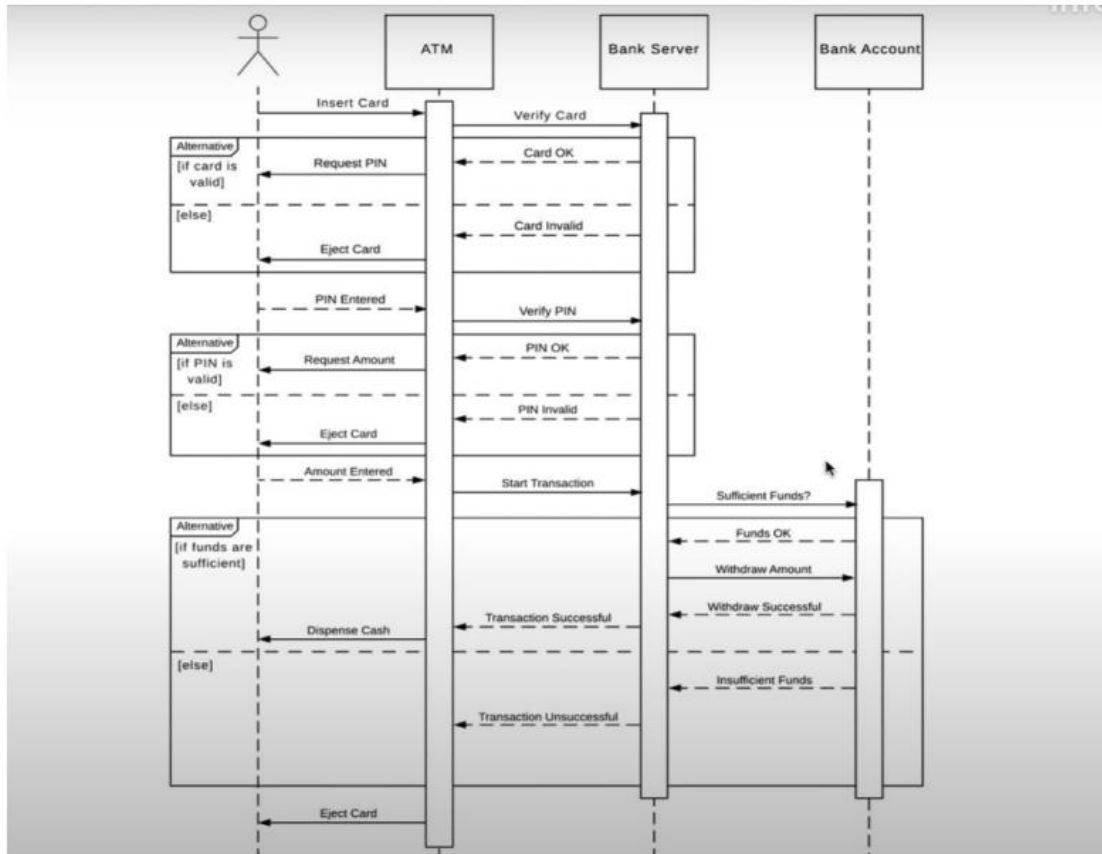 ATM
Bank Server
Bank Account
Insert Card
Verify Card
Alternative
Card OK
[if card is
valid]
Request PIN
[else]
Card Invalid
Eject Card
PIN Entered
Verify PIN
Alternative
PIN OK
[if PIN is
valid]
Request Amount
[else]
PIN Invalid
Eject Card
Amount Entered
Start Transaction
Sufficient Funds?
Alternative
Funds OK
[if funds are
sufficient]
Withdraw Amount
Withdraw Successful
Transaction Successful
Dispense Cash
[else]
Insufficient Funds
Transaction Unsuccessful
Eject Card